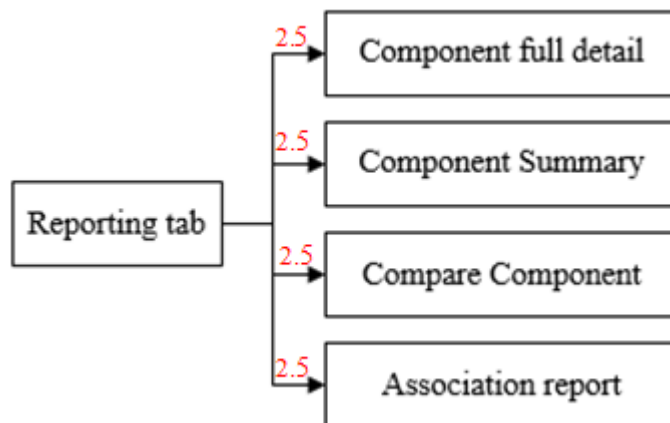 2.5
Component full detail
2.5
Component Summary
Reporting tab
2.5
Compare Component
2.5
Association report